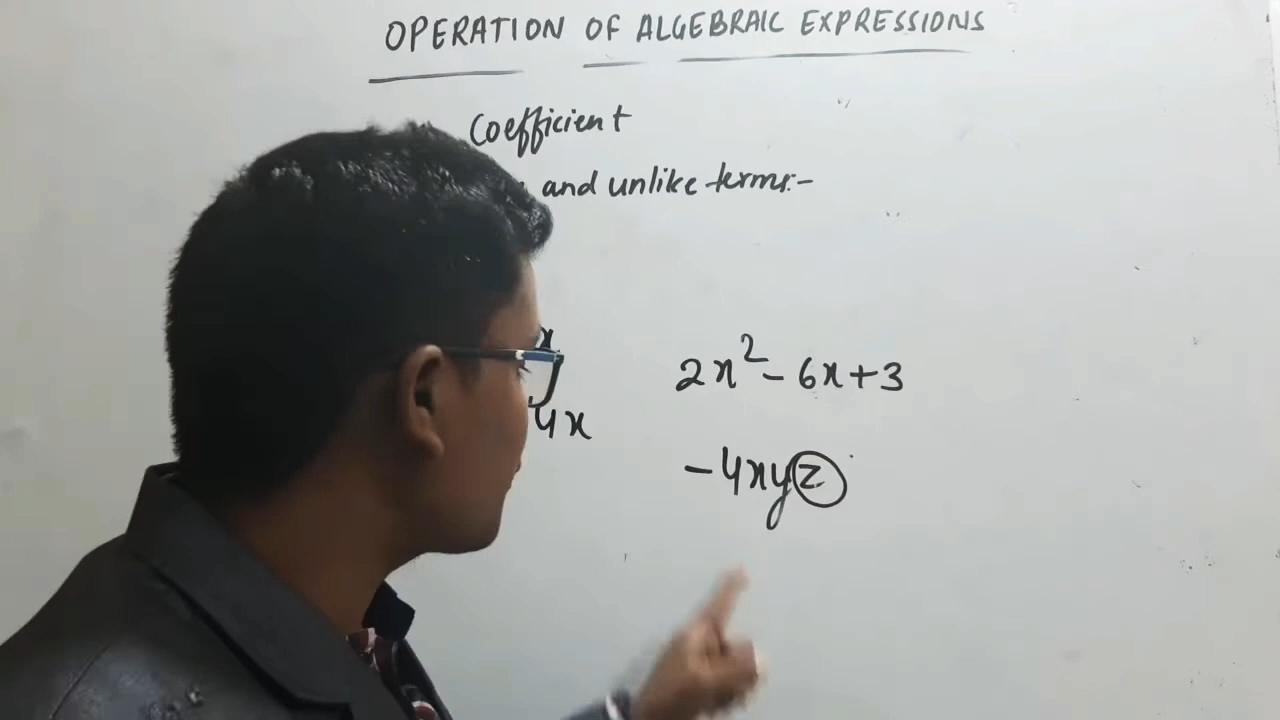 OPERATION OF ALGEBRAIC EXPRESSIONS
Coefficient
and unlike terms:-
x
2x² - 6x + 3
4x
- 4xyz